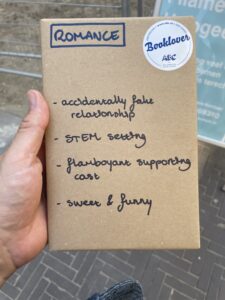 ROMANCE
Booklover
ABC
- accidentally fake
relationship
- STEM setting
- flamboyant supporting
cast
- sweet & funny